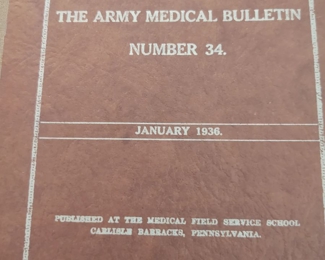 THE ARMY MEDICAL BULLETIN
NUMBER 34.
JANUARY 1936.
PUBLISHED AT THE MEDICAL FIELD SERVICE SCHOOL
CARLISLE BARRACKS, PENNSYLVANIA.